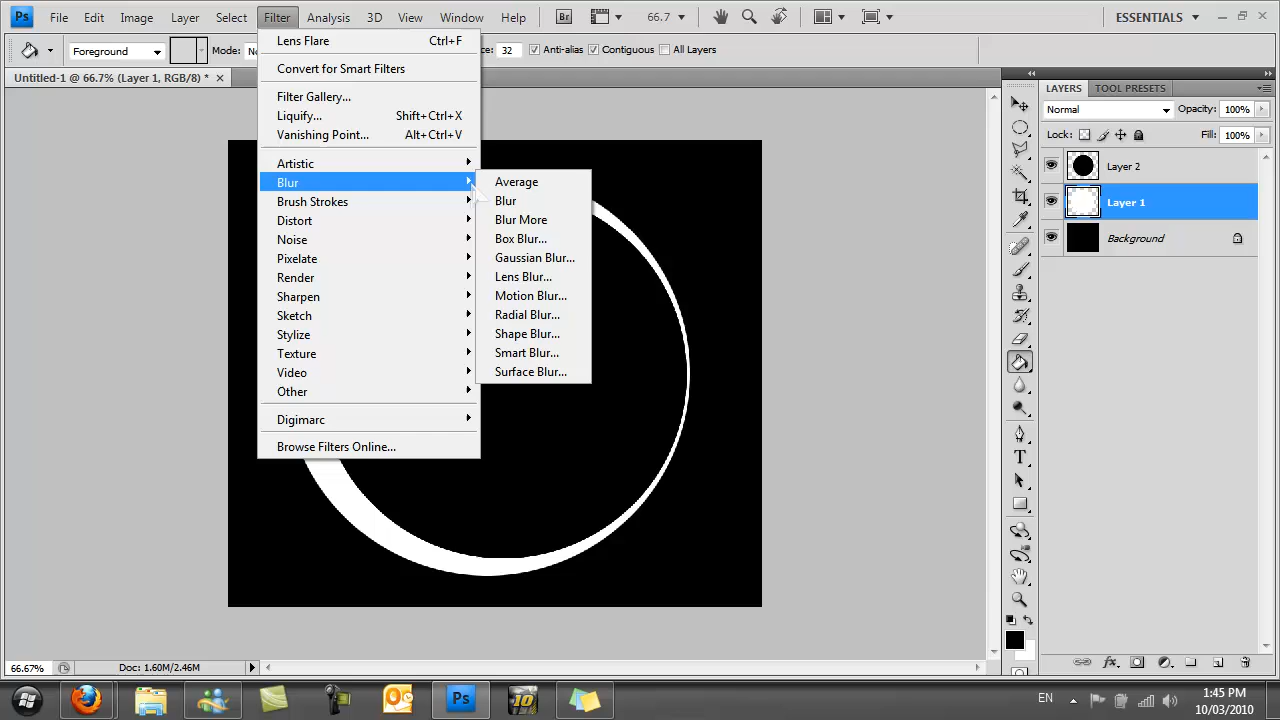 Ps File Edit Image Layer Select Filter Analysis 3D View Window Help Br 66.7 ESSENTIALS
Foreground Mode: 32 Anti-alias Contiguous All Layers
Untitled-1 @ 66.7% (Layer 1, RGB/8) *
Lens Flare Ctrl+F
Convert for Smart Filters
Filter Gallery...
Liquify... Shift+Ctrl+X
Vanishing Point... Alt+Ctrl+V
Artistic
Blur
Brush Strokes
Distort
Noise
Pixelate
Render
Sharpen
Sketch
Stylize
Texture
Video
Other
Digimarc
Browse Filters Online...
Average
Blur
Blur More
Box Blur...
Gaussian Blur...
Lens Blur...
Motion Blur...
Radial Blur...
Shape Blur...
Smart Blur...
Surface Blur...
LAYERS TOOL PRESETS
Normal Opacity: 100%
Lock: Fill: 100%
Layer 2
Layer 1
Background
T
fx
66.67% Doc: 1.60M/2.46M
Ps
10
EN
1:45 PM
10/03/2010